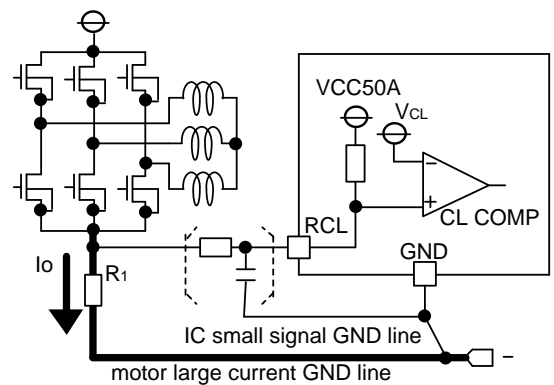 VCC50A
VCL
CL COMP
RCL
GND
Io
R1
IC small signal GND line
motor large current GND line
−